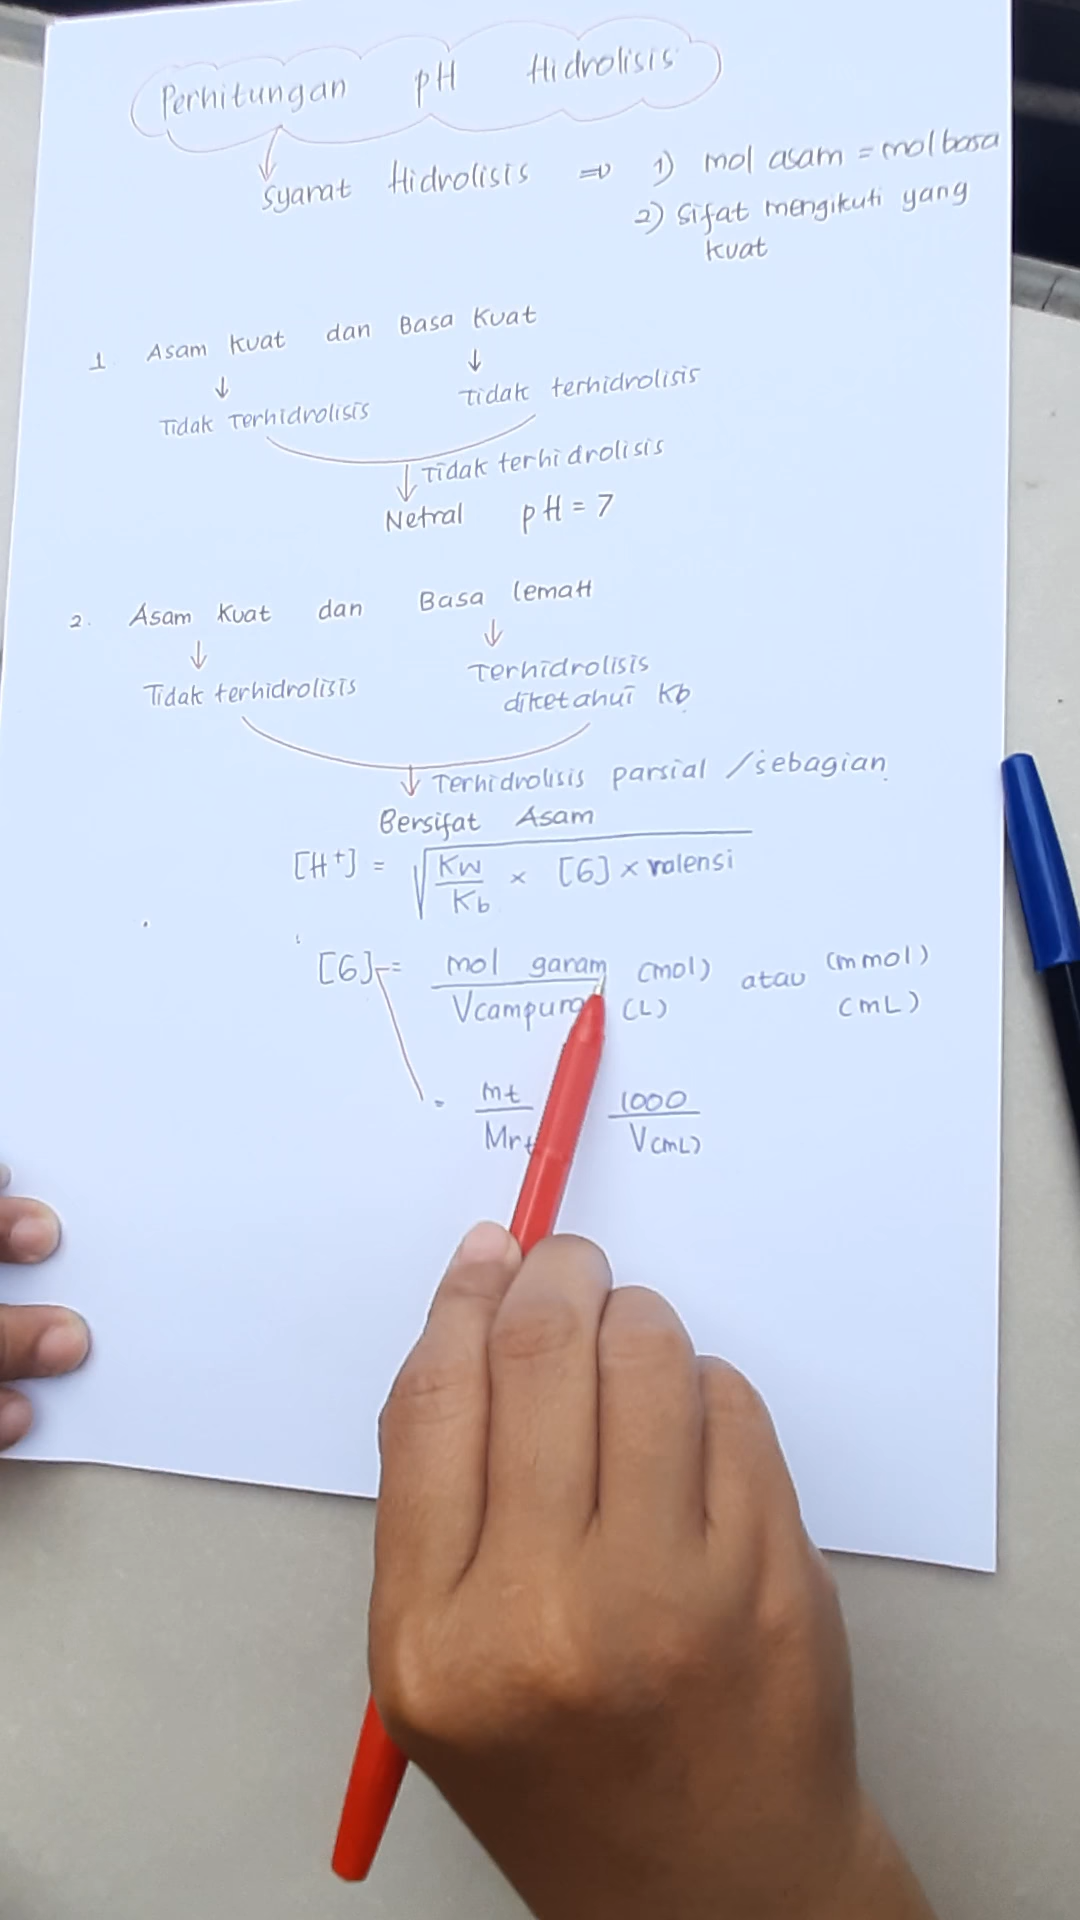 Perhitungan pH Hidrolisis
Syarat Hidrolisis ⇒ 1) mol asam = mol basa
2) Sifat mengikuti yang
kuat
1 Asam kuat dan Basa Kuat
↓ ↓
Tidak Terhidrolisis Tidak terhidrolisis
↓ Tidak terhidrolisis
Netral pH = 7
2. Asam Kuat dan Basa lemaH
↓ ↓
Tidak terhidrolisis Terhidrolisis
diketahui Kb
↓ Terhidrolisis parsial / sebagian
Bersifat Asam
[H+] = √ Kw/Kb × [G] × valensi
[G] = mol garam (mol) atau (mmol)
Vcampura (L) (mL)
= mt 1000
Mrt V(mL)